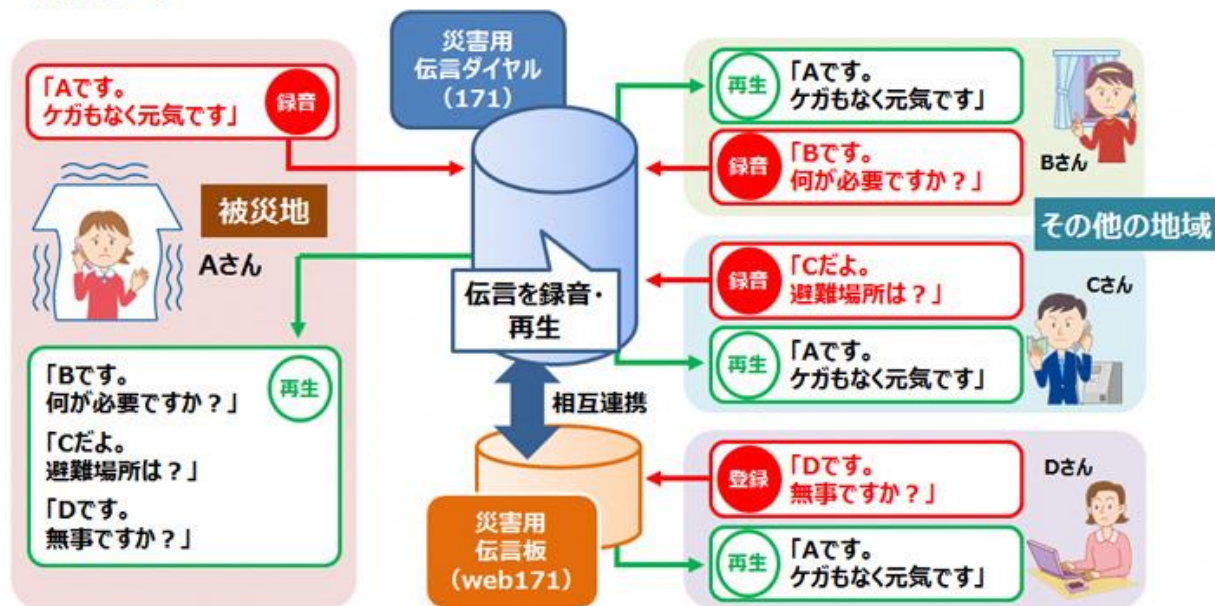 災害用
伝言ダイヤル
（171）
「Aです。
ケガもなく元気です」
録音
被災地
Aさん
「Bです。
何が必要ですか？」
再生
「Cだよ。
避難場所は？」
「Dです。
無事ですか？」
伝言を録音・
再生
相互連携
災害用
伝言板
（web171）
再生
「Aです。
ケガもなく元気です」
録音
「Bです。
何が必要ですか？」
Bさん
その他の地域
録音
「Cだよ。
避難場所は？」
Cさん
再生
「Aです。
ケガもなく元気です」
登録
「Dです。
無事ですか？」
Dさん
再生
「Aです。
ケガもなく元気です」